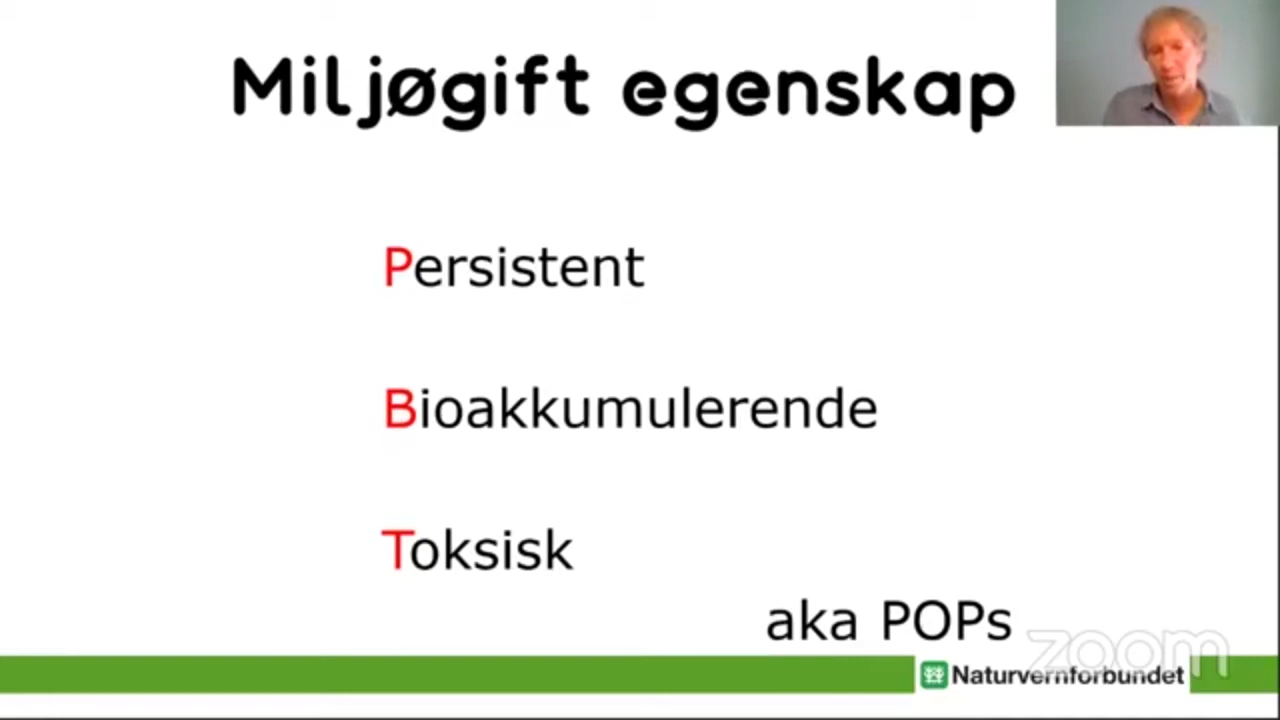 Miljøgift egenskap
Persistent
Bioakkumulerende
Toksisk
aka POPs
zoom
Naturvernforbundet